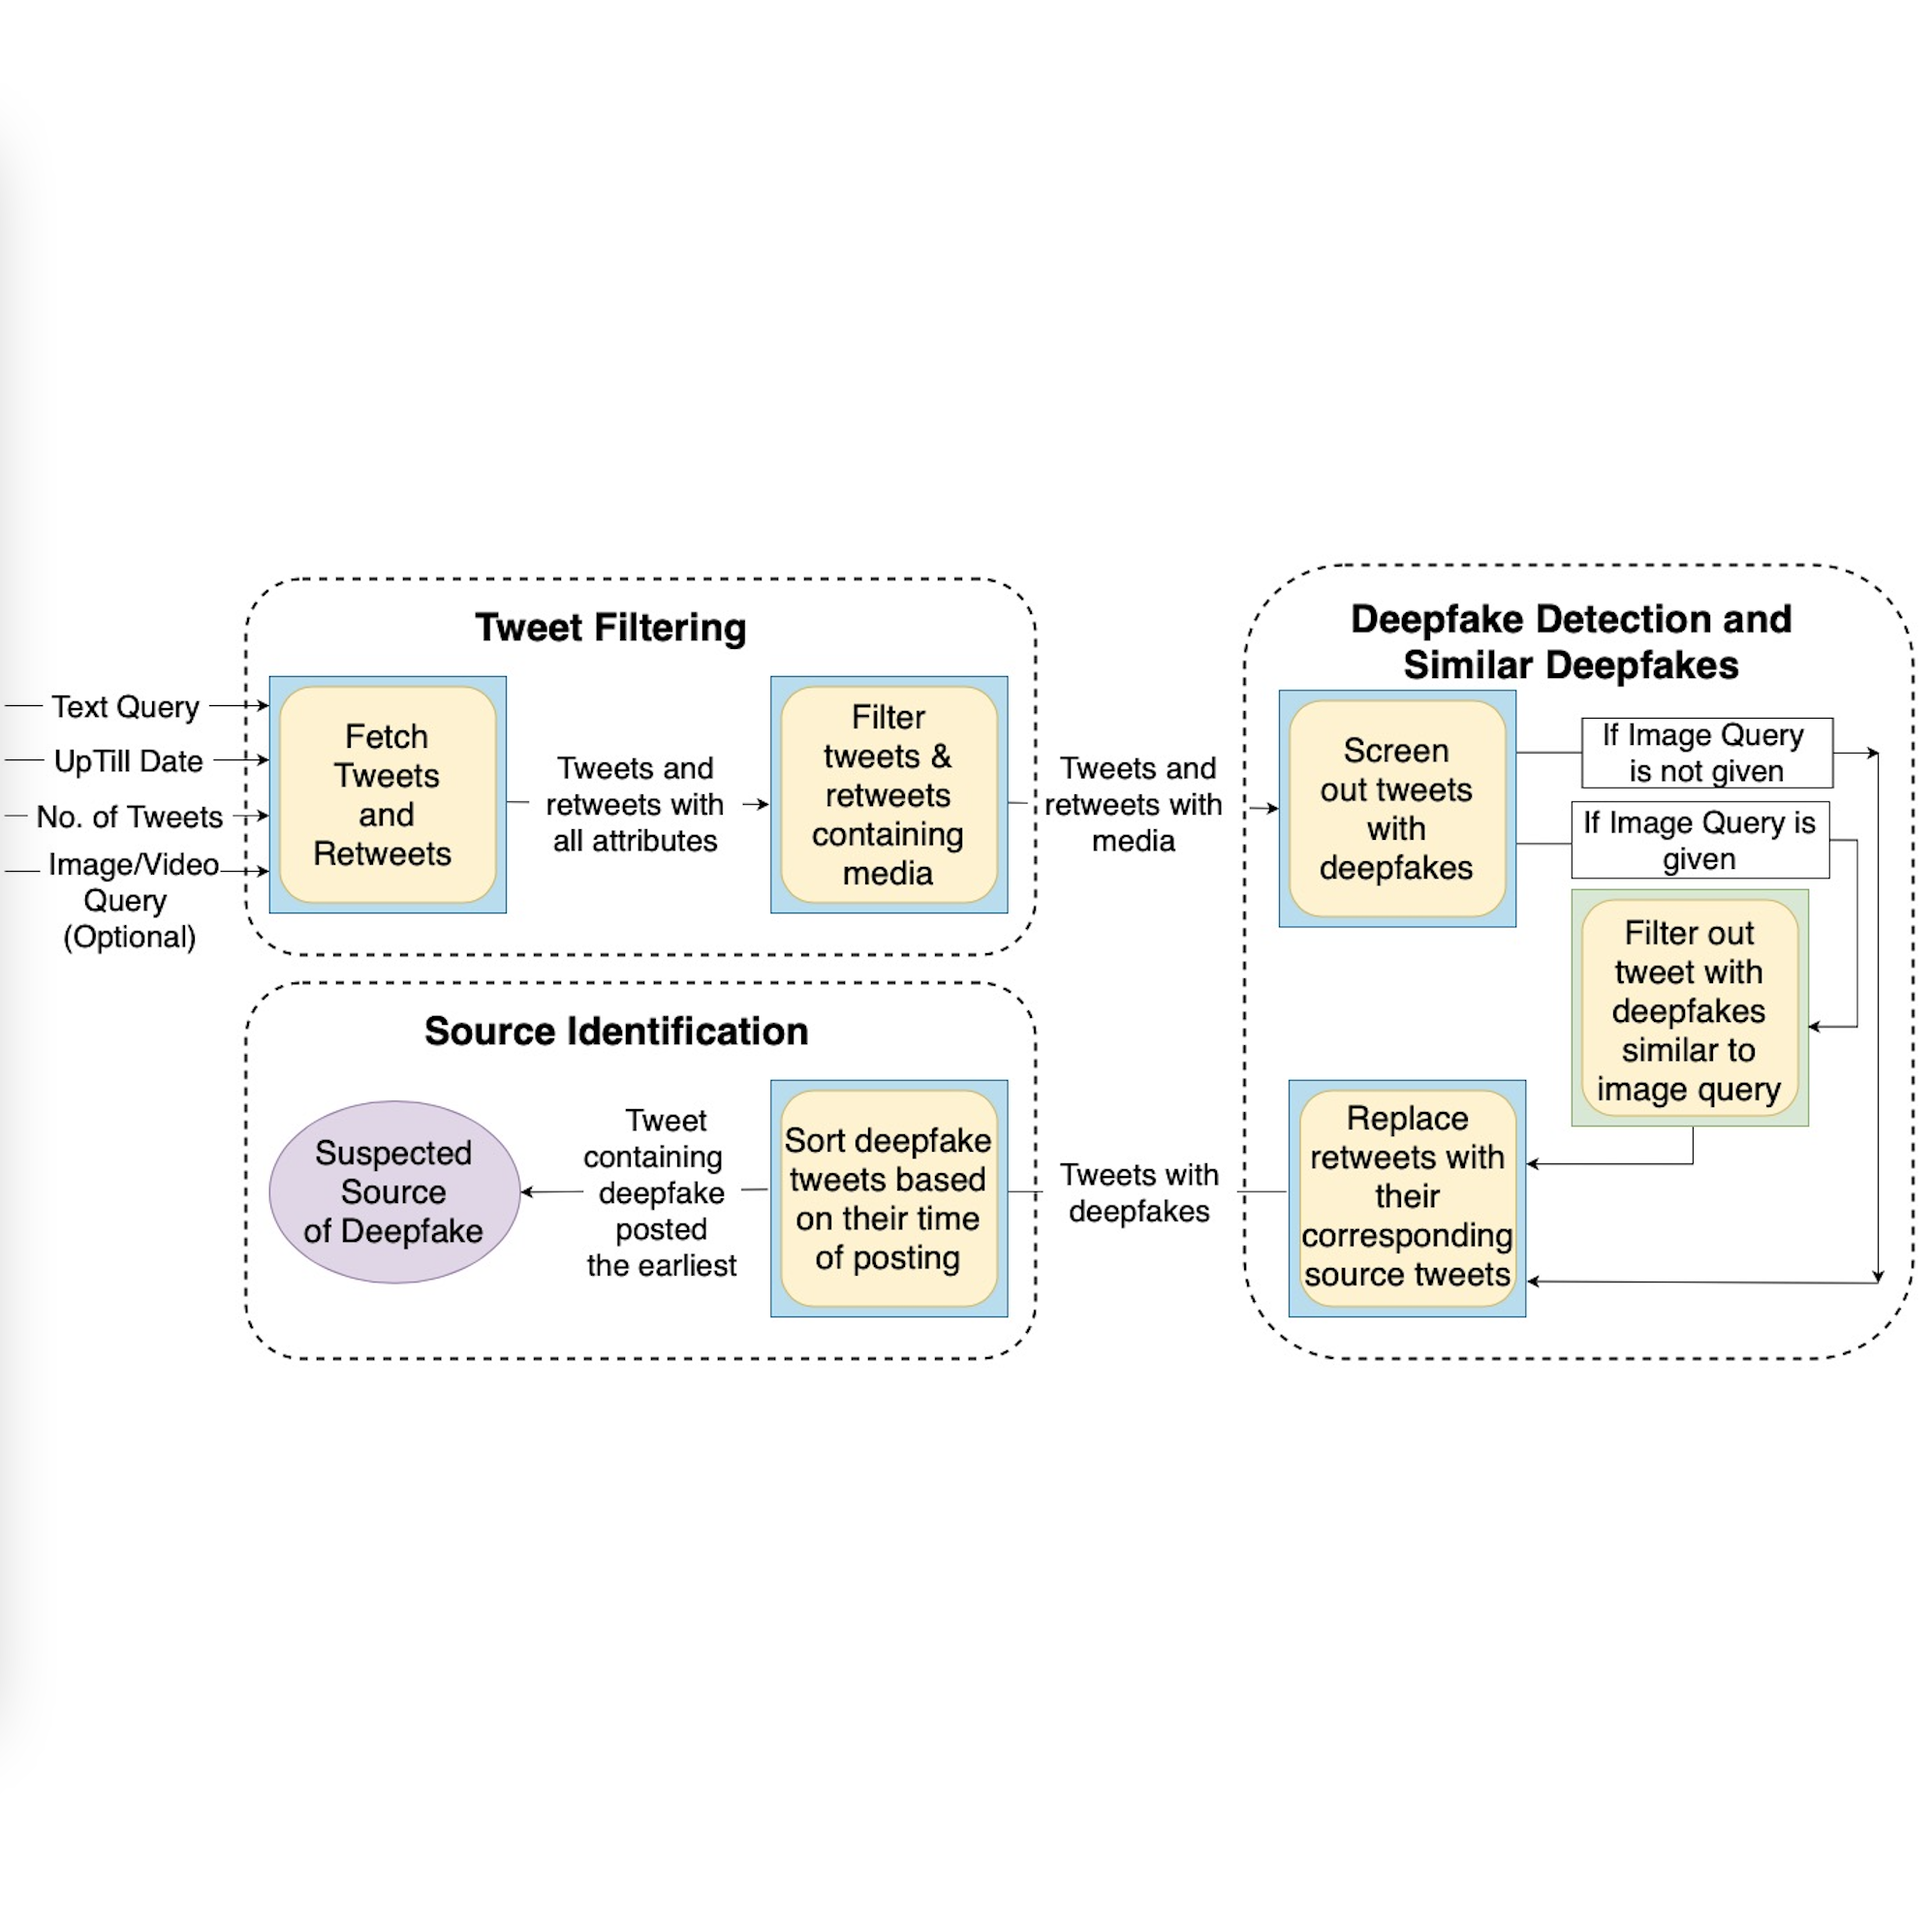 Tweet Filtering
Text Query
UpTill Date
No. of Tweets
Image/Video
Query
(Optional)
Fetch
Tweets
and
Retweets
Tweets and
retweets with
all attributes
Filter
tweets &
retweets
containing
media
Tweets and
retweets with
media
Deepfake Detection and
Similar Deepfakes
Screen
out tweets
with
deepfakes
If Image Query
is not given
If Image Query is
given
Filter out
tweet with
deepfakes
similar to
image query
Replace
retweets with
their
corresponding
source tweets
Tweets with
deepfakes
Source Identification
Sort deepfake
tweets based
on their time
of posting
Tweet
containing
deepfake
posted
the earliest
Suspected
Source
of Deepfake